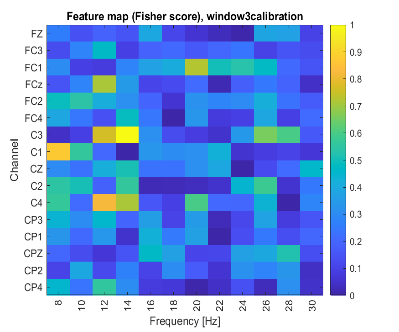 Feature map (Fisher score), window3calibration
Channel
FZ
FC3
FC1
FCz
FC2
FC4
C3
C1
CZ
C2
C4
CP3
CP1
CPZ
CP2
CP4
8 10 12 14 16 18 20 22 24 26 28 30
Frequency [Hz]
1
0.9
0.8
0.7
0.6
0.5
0.4
0.3
0.2
0.1
0